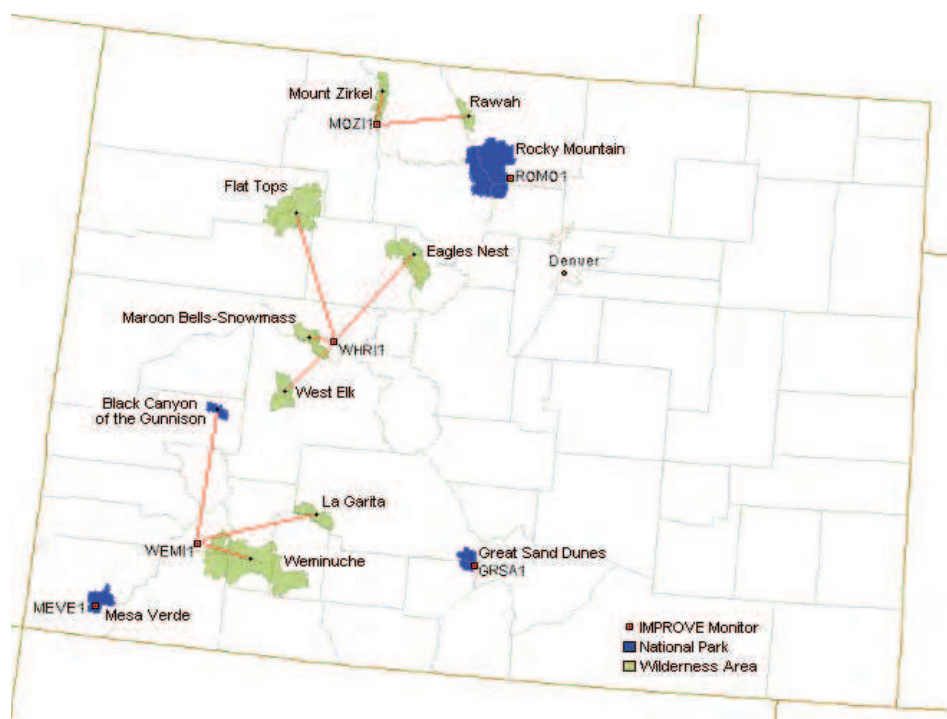 Mount Zirkel
MOZI1
Rawah
Rocky Mountain
ROMO1
Flat Tops
Eagles Nest
Denver
Maroon Bells-Snowmass
WHRI1
West Elk
Black Canyon
of the Gunnison
La Garita
WEMI1
Weminuche
Great Sand Dunes
GRSA1
MEVE1
Mesa Verde
IMPROVE Monitor
National Park
Wilderness Area